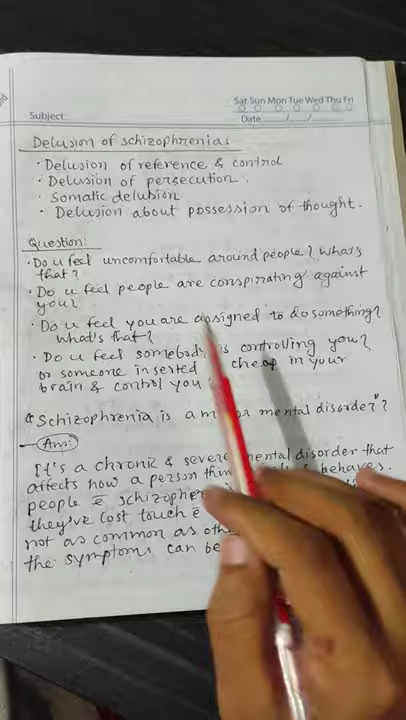 Sat Sun Mon Tue Wed Thu Fri
Subject
Date / /
Delusion of schizophrenias
· Delusion of reference & control
· Delusion of persecution.
· Somatic delusion
· Delusion about possession of thought.
Question:
· Do u feel uncomfortable around people? What's
that?
· Do u feel people are conspirating against
you?
· Do u feel you are assigned to do something?
what's that?
· Do u feel somebody is controlling you?
or someone inserted cheap in your
brain & control you
Schizophrenia is a mental disorder"?
Ans:
It's a chronic & severe mental disorder that
affects how a person & behaves.
people c̄
they've lost touch c̄
not as common as
the symptoms can be